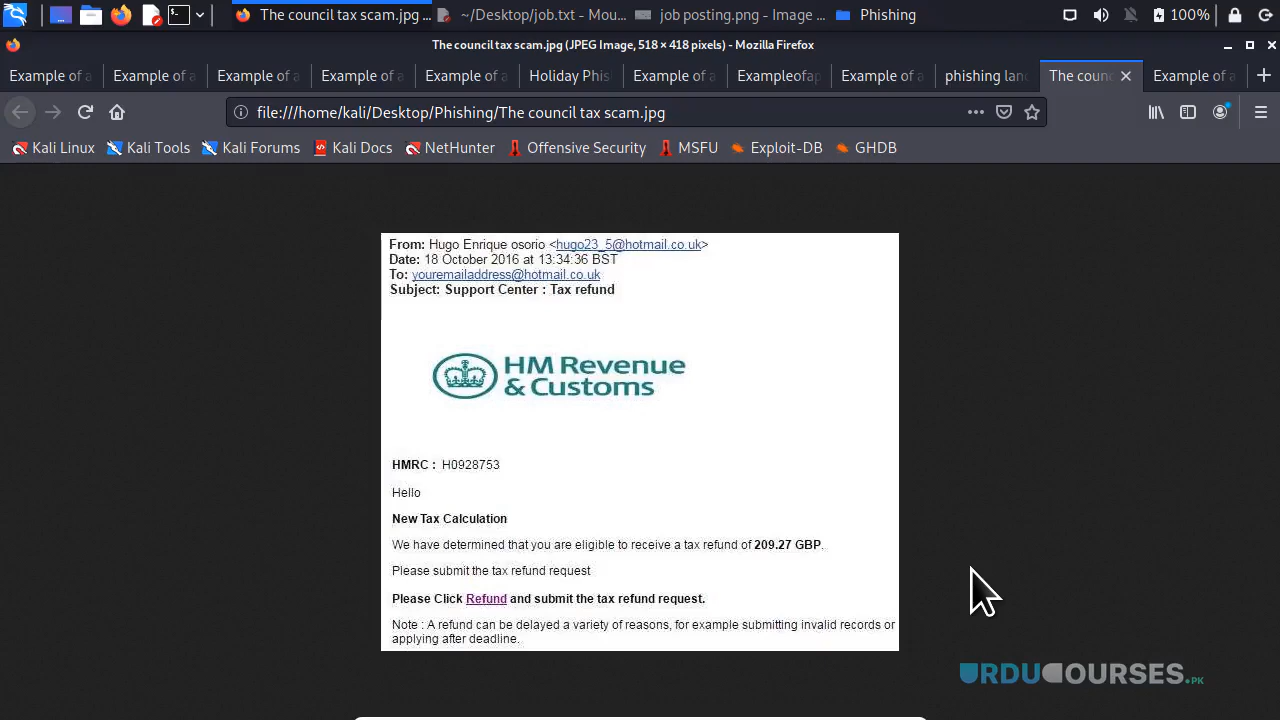 The council tax scam.jpg ...
~/Desktop/job.txt - Mou...
job posting.png - Image ...
Phishing
100%
The council tax scam.jpg (JPEG Image, 518 × 418 pixels) - Mozilla Firefox
Example of a
Example of a
Example of a
Example of a
Example of a
Holiday Phis
Example of a
Exampleofap
Example of a
phishing lan
The counc
Example of a
file:///home/kali/Desktop/Phishing/The council tax scam.jpg
Kali Linux
Kali Tools
Kali Forums
Kali Docs
NetHunter
Offensive Security
MSFU
Exploit-DB
GHDB
From: Hugo Enrique osorio <hugo23_5@hotmail.co.uk>
Date: 18 October 2016 at 13:34:36 BST
To: youremailaddress@hotmail.co.uk
Subject: Support Center : Tax refund
HM Revenue
& Customs
HMRC : H0928753
Hello
New Tax Calculation
We have determined that you are eligible to receive a tax refund of 209.27 GBP.
Please submit the tax refund request
Please Click Refund and submit the tax refund request.
Note : A refund can be delayed a variety of reasons, for example submitting invalid records or
applying after deadline.
URDUCOURSES.PK